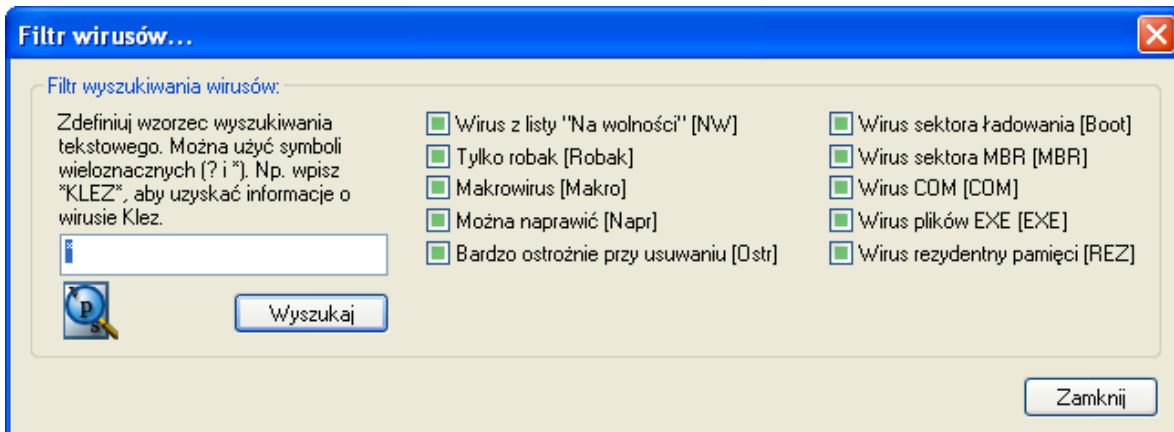 Filtr wirusów...
Filtr wyszukiwania wirusów:
Zdefiniuj wzorzec wyszukiwania
tekstowego. Można użyć symboli
wieloznacznych (? i *). Np. wpisz
*KLEZ*, aby uzyskać informacje o
wirusie Klez.
*
Wyszukaj
Wirus z listy "Na wolności" [NW]
Tylko robak [Robak]
Makrowirus [Makro]
Można naprawić [Napr]
Bardzo ostrożnie przy usuwaniu [Ostr]
Wirus sektora ładowania [Boot]
Wirus sektora MBR [MBR]
Wirus COM [COM]
Wirus plików EXE [EXE]
Wirus rezydentny pamięci [REZ]
Zamknij